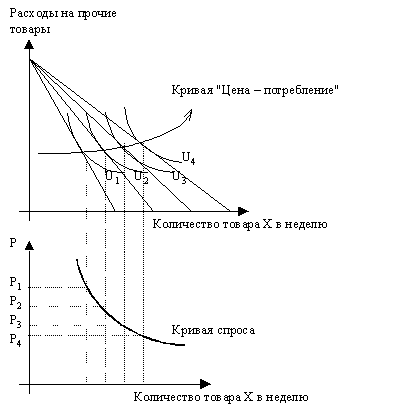 Расходы на прочие
товары
Кривая "Цена – потребление"
U4
U1 U2 U3
Количество товара X в неделю
P
P1
P2
P3
P4
Кривая спроса
Количество товара X в неделю